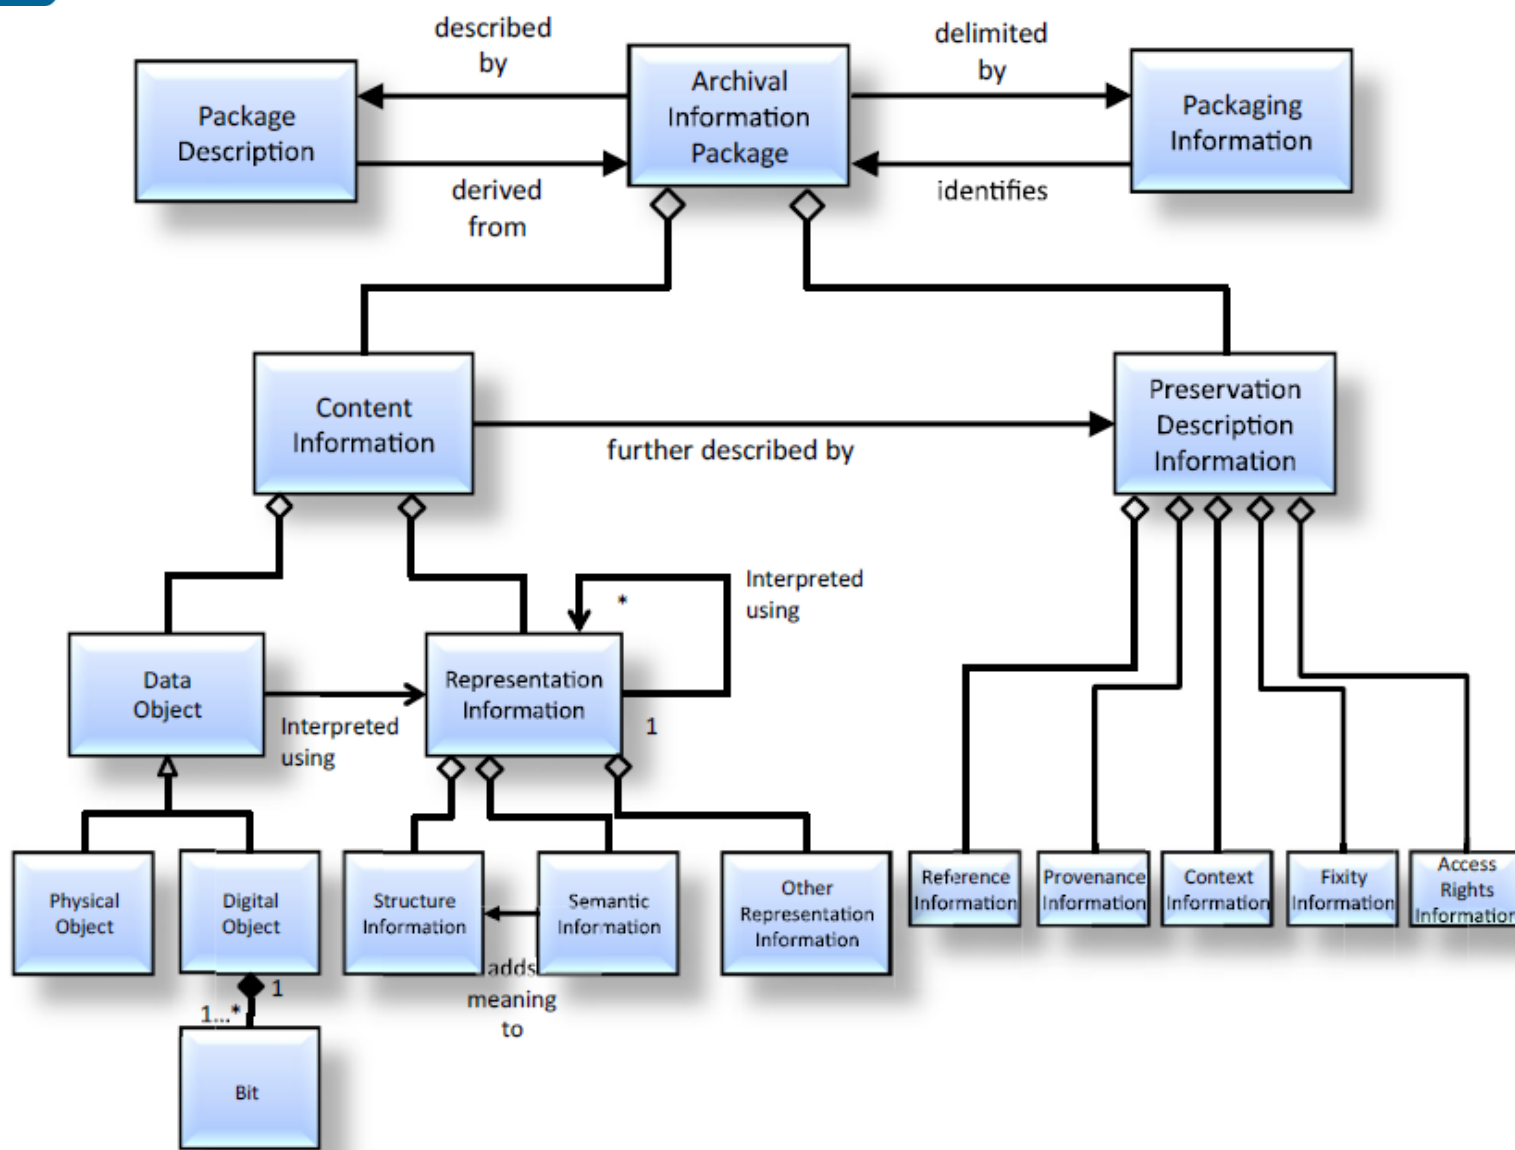 described
by
delimited
by
Package
Description
Archival
Information
Package
Packaging
Information
derived
from
identifies
Content
Information
further described by
Preservation
Description
Information
Data
Object
Interpreted
using
Representation
Information
*
1
Interpreted
using
Physical
Object
Digital
Object
Structure
Information
Semantic
Information
adds
meaning
to
Other
Representation
Information
Reference
Information
Provenance
Information
Context
Information
Fixity
Information
Access
Rights
Information
1
1...*
Bit